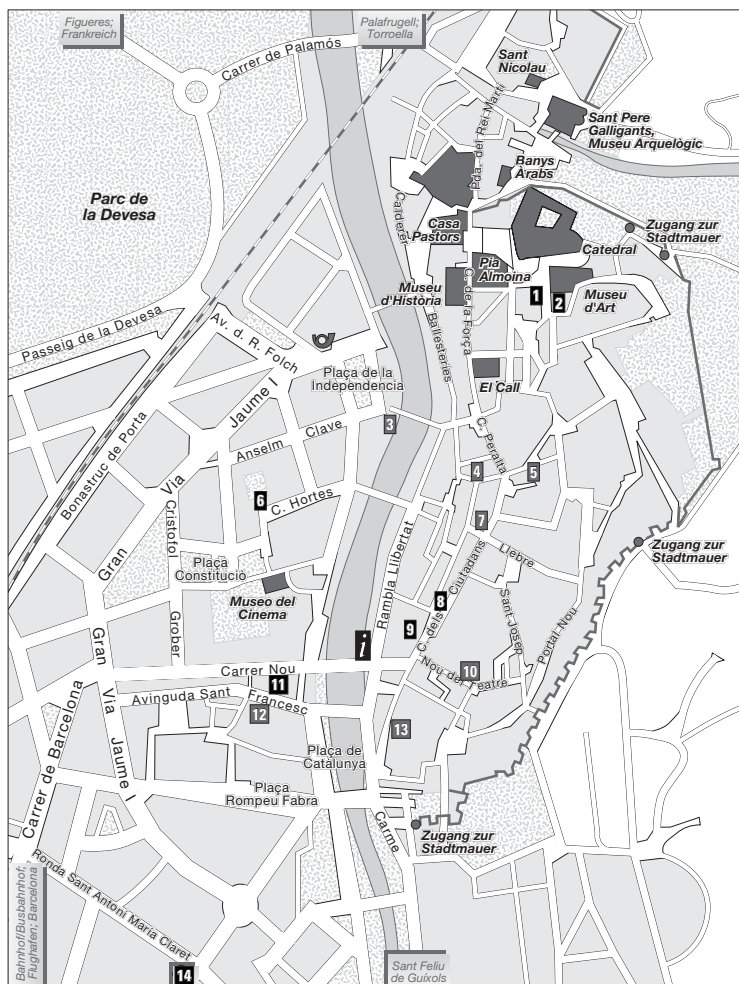 Figueres;
Frankreich
Palafrugell;
Torroella
Carrer de Palamós
Sant
Nicolau
Sant Pere
Galligants,
Museu Arquelògic
Pda. del Rei Martí
Banys
Àrabs
Parc de
la Devesa
Calderer
Casa
Pastors
Catedral
Zugang zur
Stadtmauer
Pia
Almoina
Museu
d'Història
C. de la Força
1
2
Museu
d'Art
Passeig de la Devesa
Av. d. R. Folch
Ballesteries
Plaça de la
Independencia
El Call
Jaume I
Anselm Clave
3
C. Peralta
Bonastruc de Porta
Via
4
5
6
C. Hortes
7
Cristofol
Gran
Plaça
Constitució
Rambla Llibertat
Llebre
Zugang zur
Stadtmauer
Museo del
Cinema
8
C. dels Ciutadans
Sant Josep
9
Portal Nou
Grober
Gran
i
Carrer Nou
Nou del Teatre
10
11
Avinguda Sant Francesc
12
13
Via
Jaume I
Plaça de
Catalunya
Carrer de Barcelona
Plaça
Rompeu Fabra
Carme
Zugang zur
Stadtmauer
Ronda Sant Antoni Maria Claret
Bahnhof/Busbahnhof;
Flughafen; Barcelona
14
Sant Feliu
de Guíxols